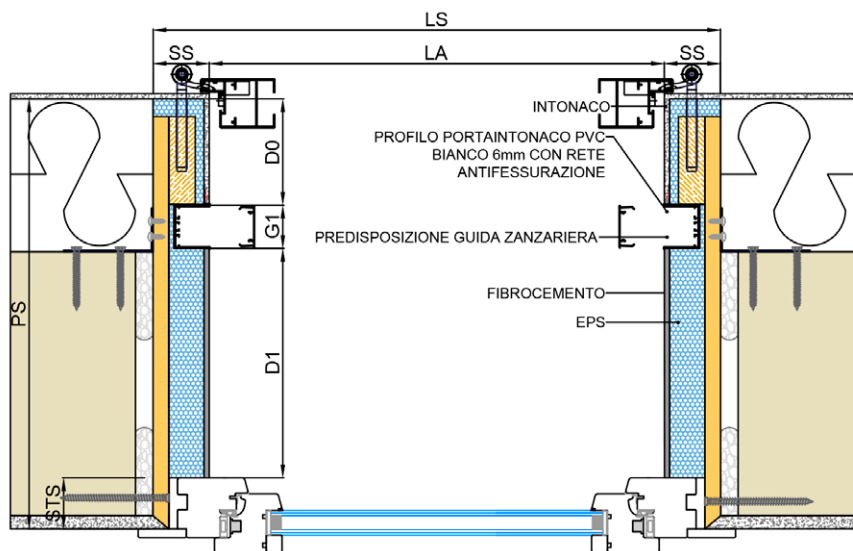 LS
SS
LA
SS
INTONACO
PROFILO PORTAINTONACO PVC
BIANCO 6mm CON RETE
ANTIFESSURAZIONE
D0
G1
PREDISPOSIZIONE GUIDA ZANZARIERA
FIBROCEMENTO
EPS
PS
D1
STS